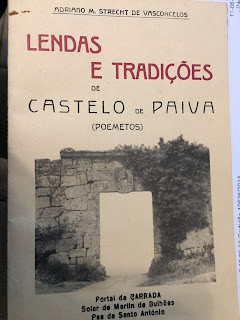 ADRIANO M. STRECHT DE VASCONCELOS
LENDAS
E TRADIÇÕES
DE
CASTELO DE PAIVA
(POEMETOS)
Portal da CARRADA
Solar de Martim de Bulhões
Pae de Santo António